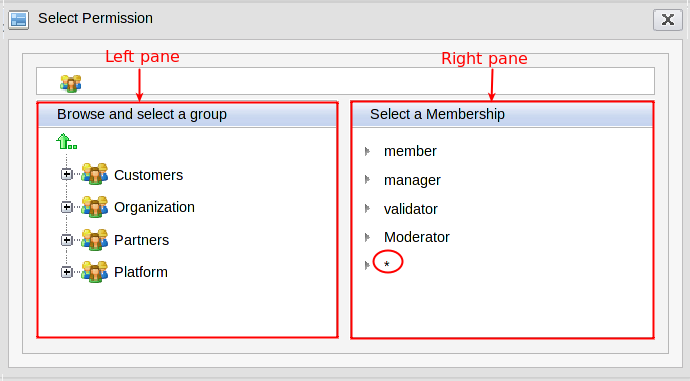 Select Permission
Left pane
Right pane
Browse and select a group
Select a Membership
..
Customers
Organization
Partners
Platform
member
manager
validator
Moderator
*